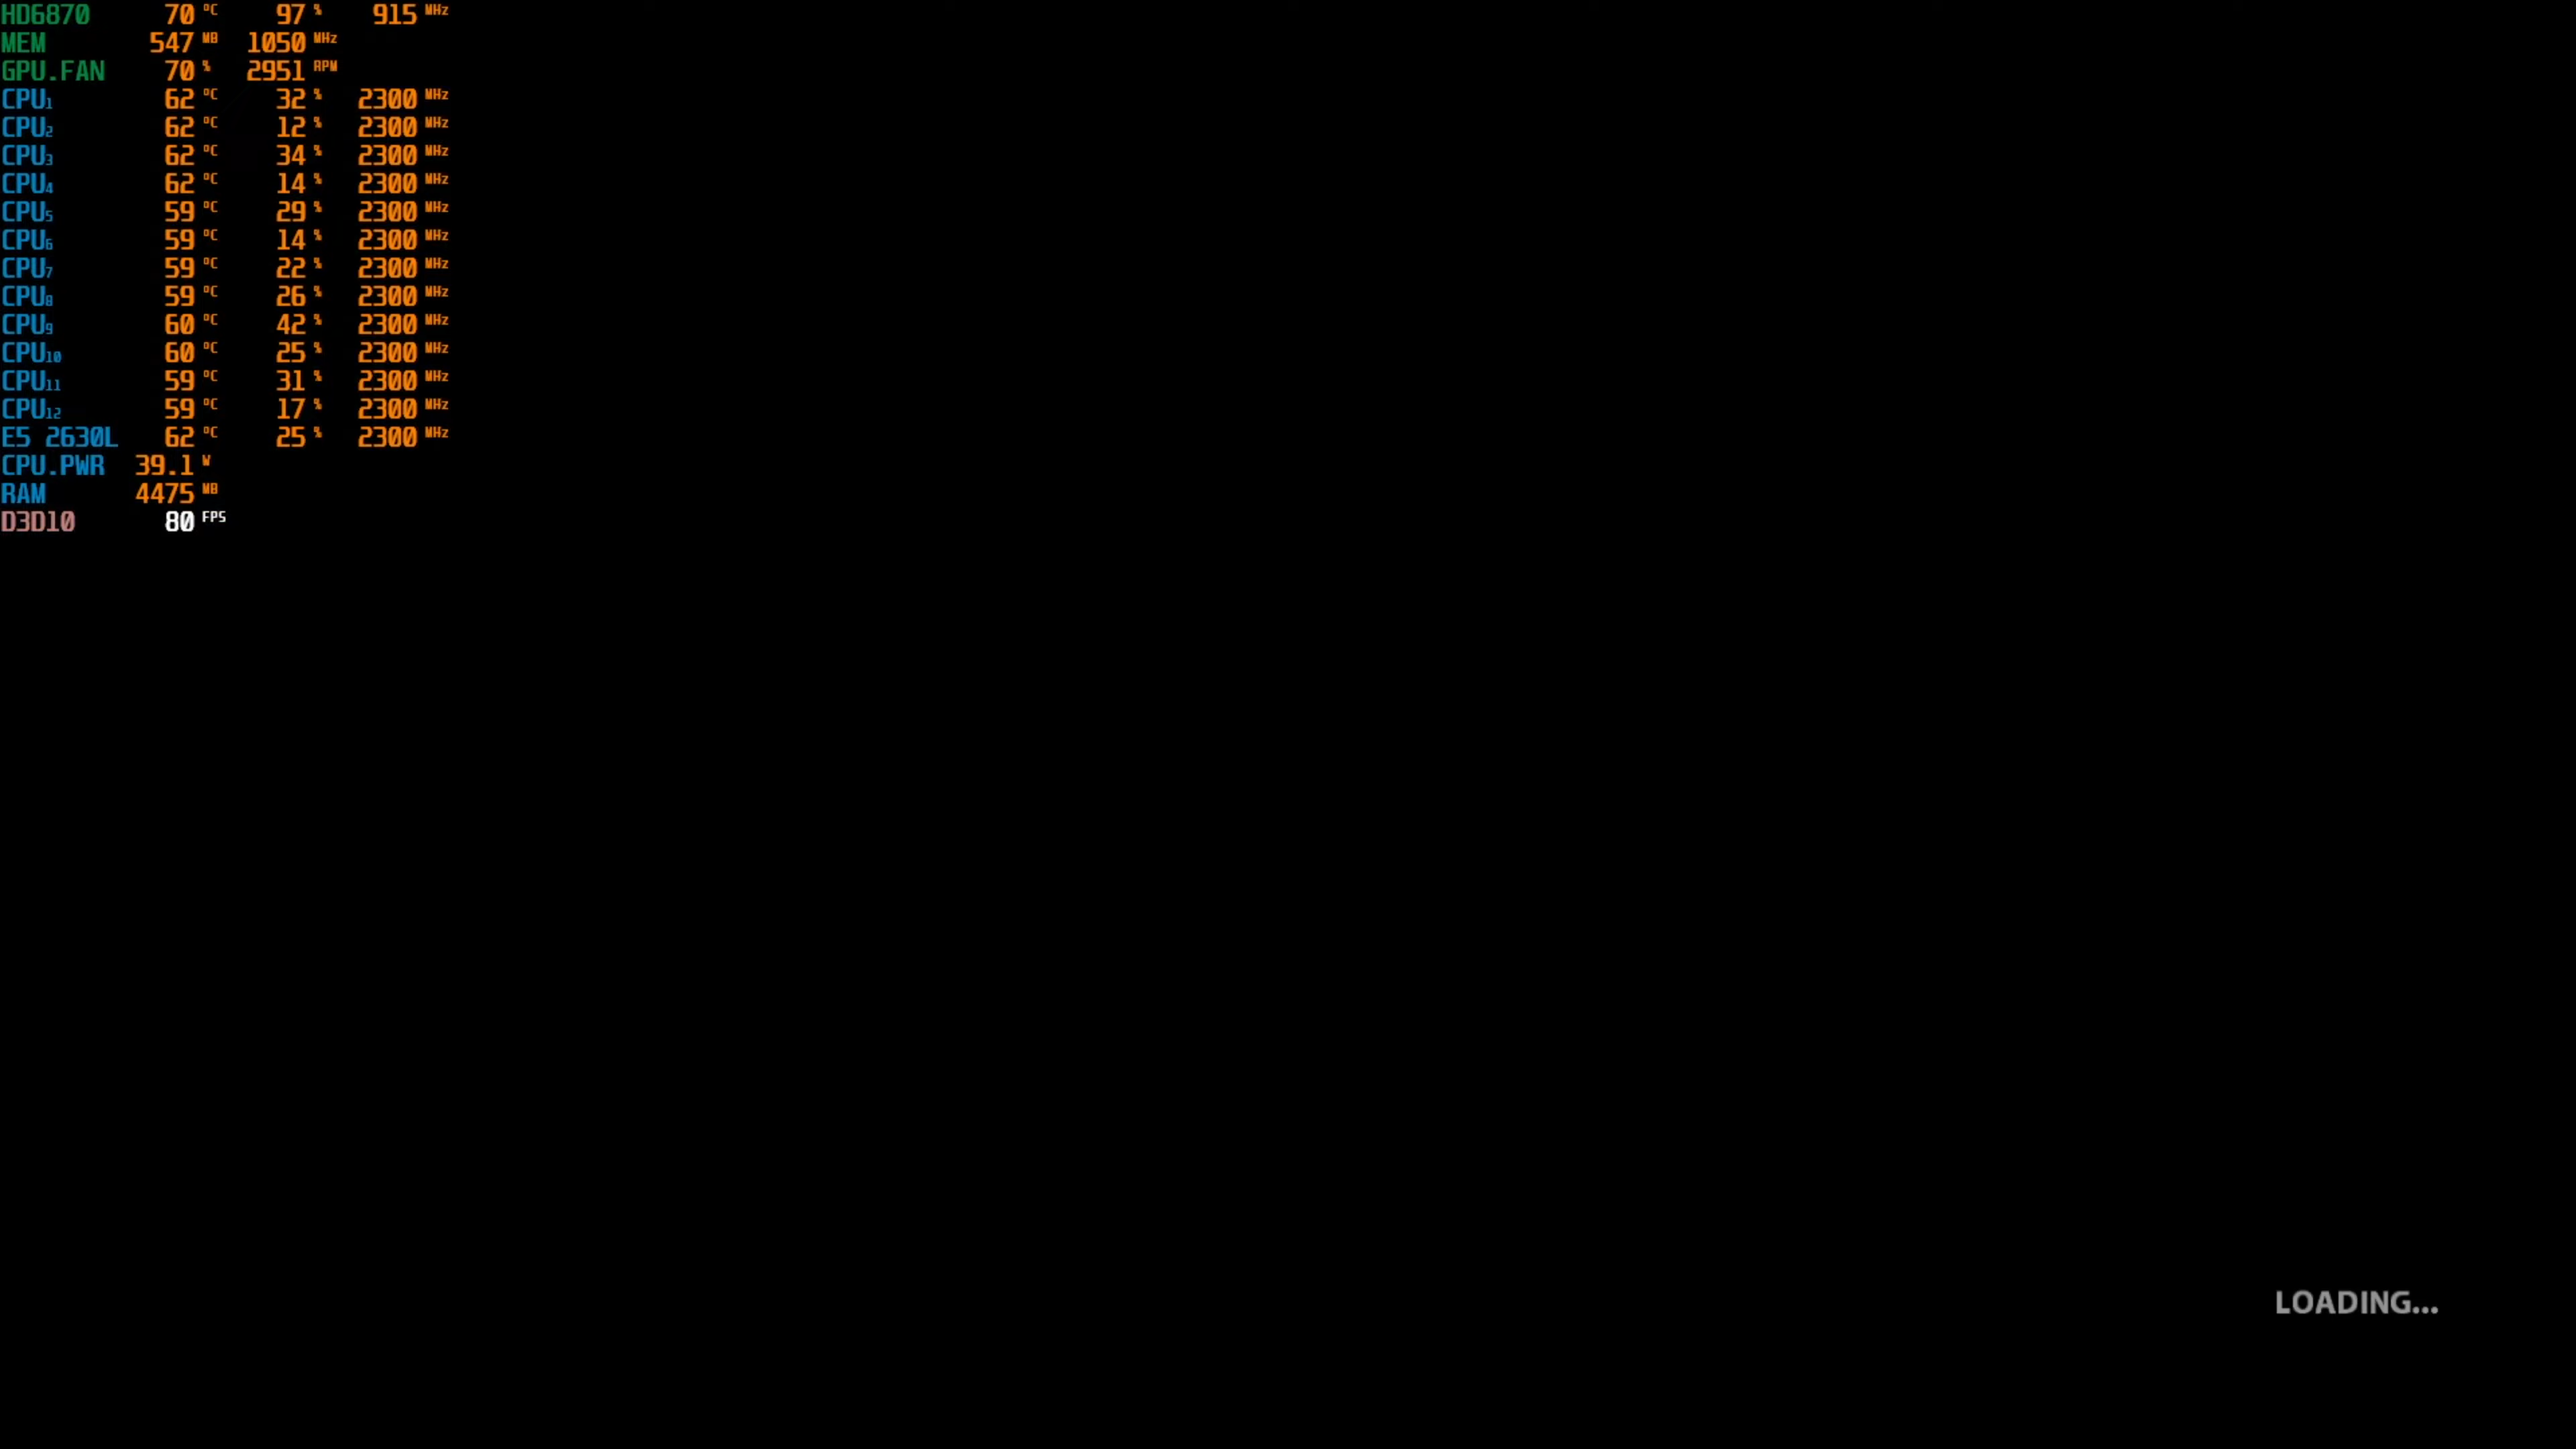 HD6870 70 °C 97 % 915 MHz
MEM 547 MB 1050 MHz
GPU.FAN 70 % 2951 RPM
CPU1 62 °C 32 % 2300 MHz
CPU2 62 °C 12 % 2300 MHz
CPU3 62 °C 34 % 2300 MHz
CPU4 62 °C 14 % 2300 MHz
CPU5 59 °C 29 % 2300 MHz
CPU6 59 °C 14 % 2300 MHz
CPU7 59 °C 22 % 2300 MHz
CPU8 59 °C 26 % 2300 MHz
CPU9 60 °C 42 % 2300 MHz
CPU10 60 °C 25 % 2300 MHz
CPU11 59 °C 31 % 2300 MHz
CPU12 59 °C 17 % 2300 MHz
E5 2630L 62 °C 25 % 2300 MHz
CPU.PWR 39.1 W
RAM 4475 MB
D3D10 80 FPS
LOADING...